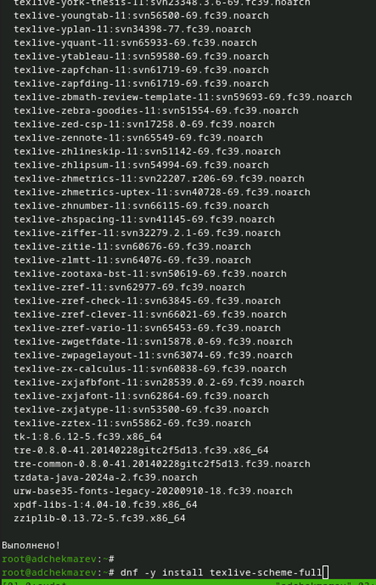 texlive-york-thesis-11:svn23348.3.6-69.fc39.noarch
texlive-youngtab-11:svn56500-69.fc39.noarch
texlive-yplan-11:svn34398-77.fc39.noarch
texlive-yquant-11:svn65933-69.fc39.noarch
texlive-ytableau-11:svn59580-69.fc39.noarch
texlive-zapfchan-11:svn61719-69.fc39.noarch
texlive-zapfding-11:svn61719-69.fc39.noarch
texlive-zbmath-review-template-11:svn59693-69.fc39.noarch
texlive-zebra-goodies-11:svn51554-69.fc39.noarch
texlive-zed-csp-11:svn17258.0-69.fc39.noarch
texlive-zennote-11:svn65549-69.fc39.noarch
texlive-zhlineskip-11:svn51142-69.fc39.noarch
texlive-zhlipsum-11:svn54994-69.fc39.noarch
texlive-zhmetrics-11:svn22207.r206-69.fc39.noarch
texlive-zhmetrics-uptex-11:svn40728-69.fc39.noarch
texlive-zhnumber-11:svn66115-69.fc39.noarch
texlive-zhspacing-11:svn41145-69.fc39.noarch
texlive-ziffer-11:svn32279.2.1-69.fc39.noarch
texlive-zitie-11:svn60676-69.fc39.noarch
texlive-zlmtt-11:svn64076-69.fc39.noarch
texlive-zootaxa-bst-11:svn50619-69.fc39.noarch
texlive-zref-11:svn62977-69.fc39.noarch
texlive-zref-check-11:svn63845-69.fc39.noarch
texlive-zref-clever-11:svn66021-69.fc39.noarch
texlive-zref-vario-11:svn65453-69.fc39.noarch
texlive-zwgetfdate-11:svn15878.0-69.fc39.noarch
texlive-zwpagelayout-11:svn63074-69.fc39.noarch
texlive-zx-calculus-11:svn60838-69.fc39.noarch
texlive-zxjafbfont-11:svn28539.0.2-69.fc39.noarch
texlive-zxjafont-11:svn62864-69.fc39.noarch
texlive-zxjatype-11:svn53500-69.fc39.noarch
texlive-zztex-11:svn55862-69.fc39.noarch
tk-1:8.6.12-5.fc39.x86_64
tre-0.8.0-41.20140228gitc2f5d13.fc39.x86_64
tre-common-0.8.0-41.20140228gitc2f5d13.fc39.noarch
tzdata-java-2024a-2.fc39.noarch
urw-base35-fonts-legacy-20200910-18.fc39.noarch
xpdf-libs-1:4.04-10.fc39.x86_64
zziplib-0.13.72-5.fc39.x86_64
Выполнено!
root@adchekmarev:~#
root@adchekmarev:~# dnf -y install texlive-scheme-full